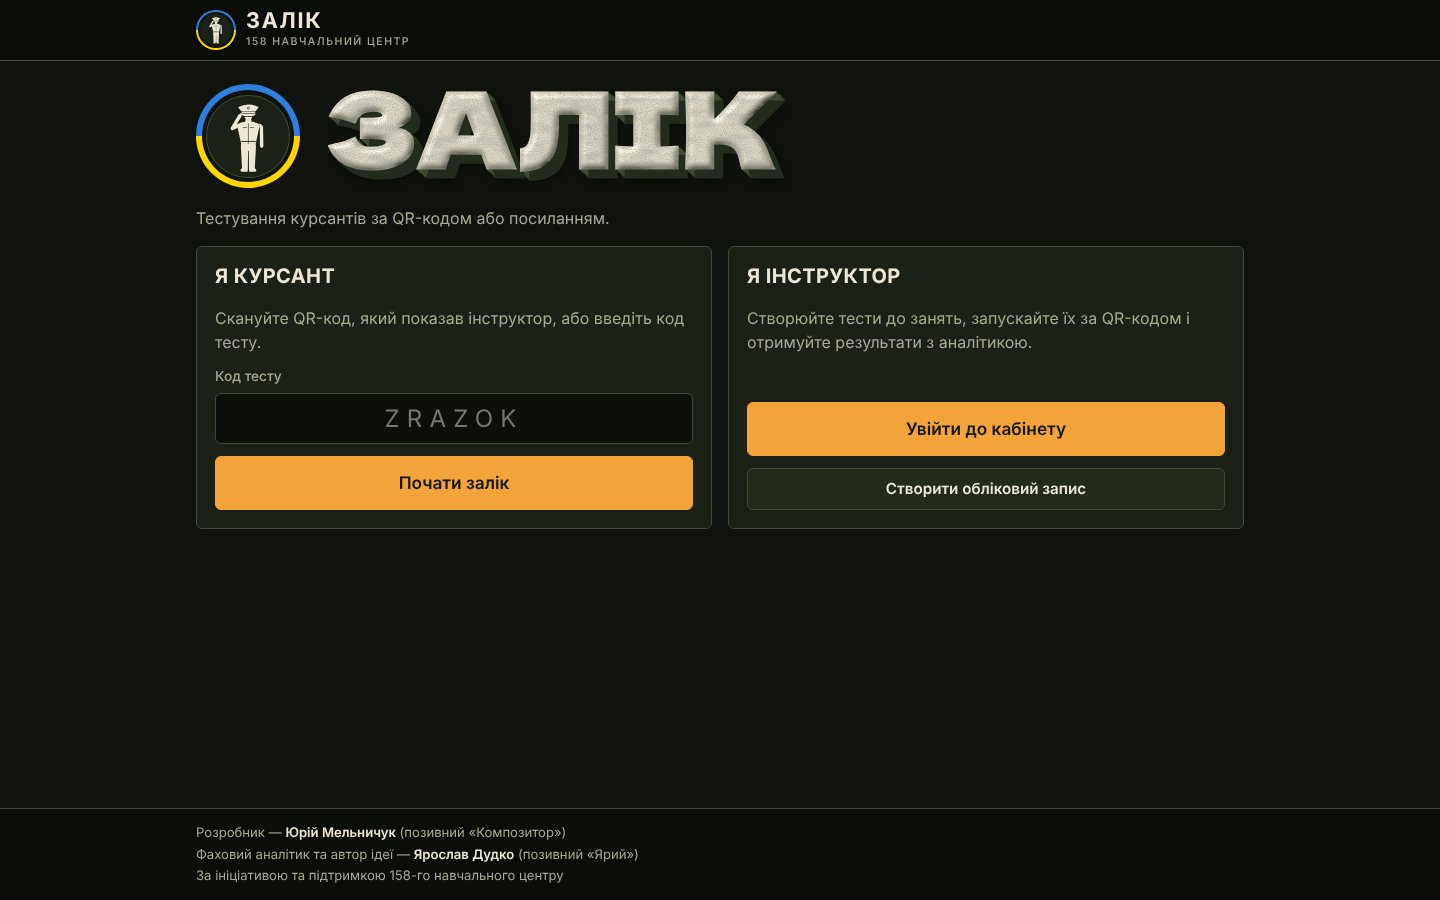 ЗАЛІК
158 НАВЧАЛЬНИЙ ЦЕНТР
ЗАЛІК
Тестування курсантів за QR-кодом або посиланням.
Я КУРСАНТ
Скануйте QR-код, який показав інструктор, або введіть код
тесту.
Код тесту
ZRAZOK
Почати залік
Я ІНСТРУКТОР
Створюйте тести до занять, запускайте їх за QR-кодом і
отримуйте результати з аналітикою.
Увійти до кабінету
Створити обліковий запис
Розробник — Юрій Мельничук (позивний «Композитор»)
Фаховий аналітик та автор ідеї — Ярослав Дудко (позивний «Ярий»)
За ініціативою та підтримкою 158-го навчального центру